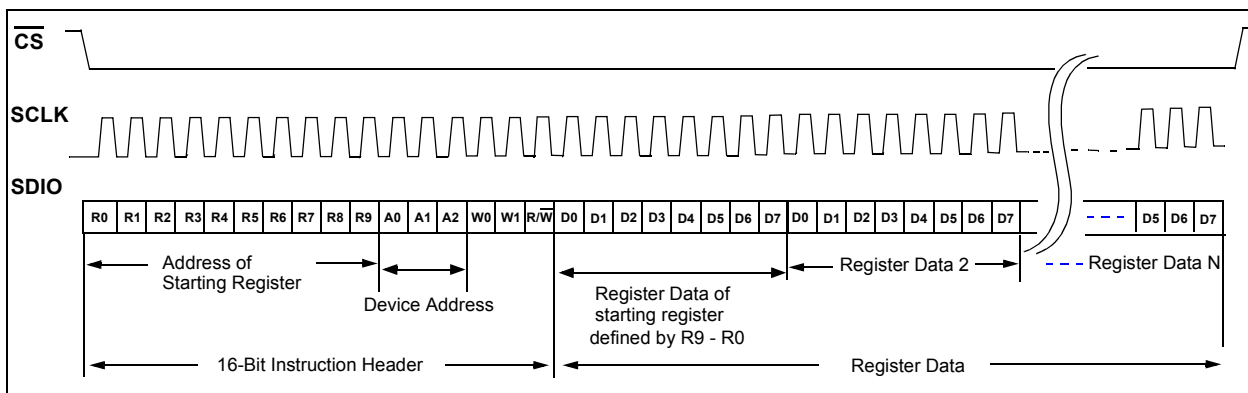 CS
SCLK
SDIO
R0 R1 R2 R3 R4 R5 R6 R7 R8 R9 A0 A1 A2 W0 W1 R/W D0 D1 D2 D3 D4 D5 D6 D7 D0 D1 D2 D3 D4 D5 D6 D7 D5 D6 D7
Address of
Starting Register
Device Address
Register Data of
starting register
defined by R9 - R0
Register Data 2
Register Data N
16-Bit Instruction Header
Register Data